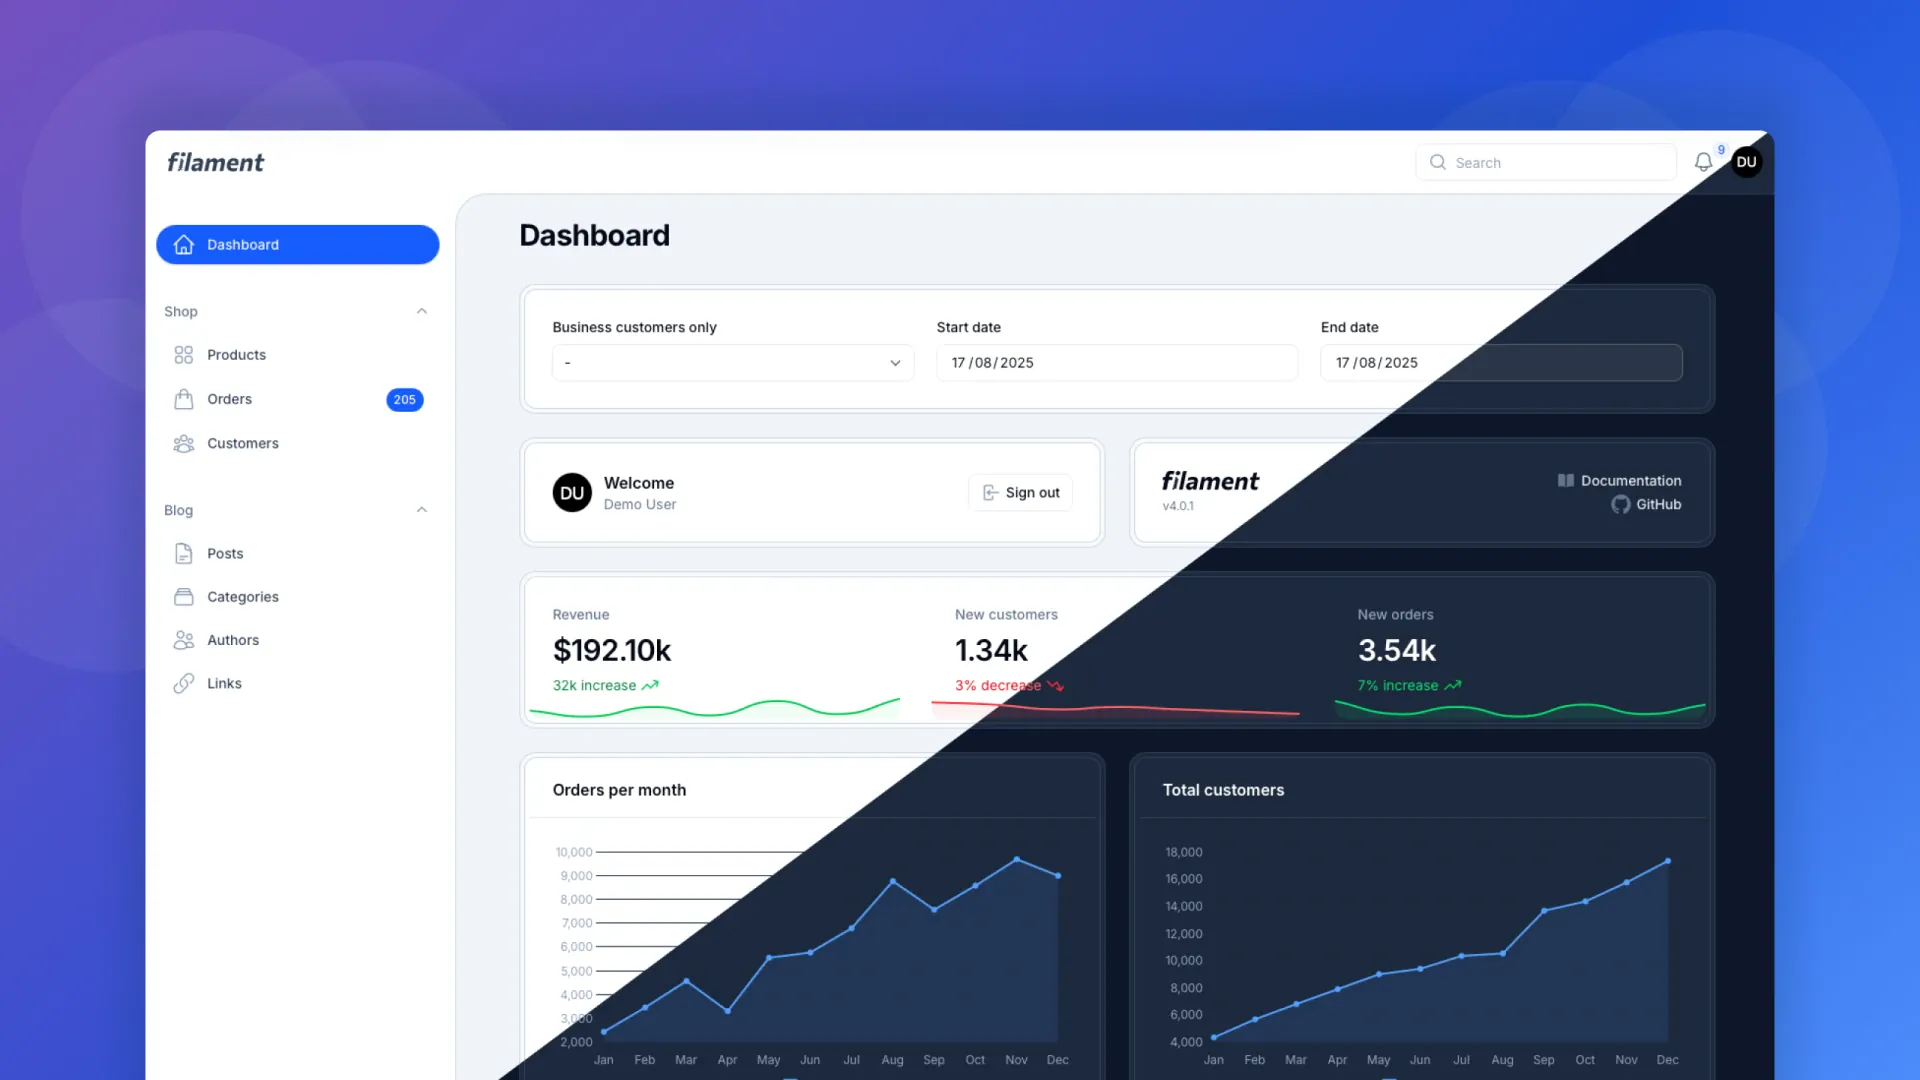 filament
Search
9
DU
Dashboard
Shop
Products
Orders
205
Customers
Blog
Posts
Categories
Authors
Links
Dashboard
Business customers only
-
Start date
17/08/2025
End date
17/08/2025
DU
Welcome
Demo User
Sign out
filament
v4.0.1
Documentation
GitHub
Revenue
$192.10k
32k increase
New customers
1.34k
3% decrease
New orders
3.54k
7% increase
Orders per month
10,000
9,000
8,000
7,000
6,000
5,000
4,000
3,000
2,000
Jan Feb Mar Apr May Jun Jul Aug Sep Oct Nov Dec
Total customers
18,000
16,000
14,000
12,000
10,000
8,000
6,000
4,000
Jan Feb Mar Apr May Jun Jul Aug Sep Oct Nov Dec